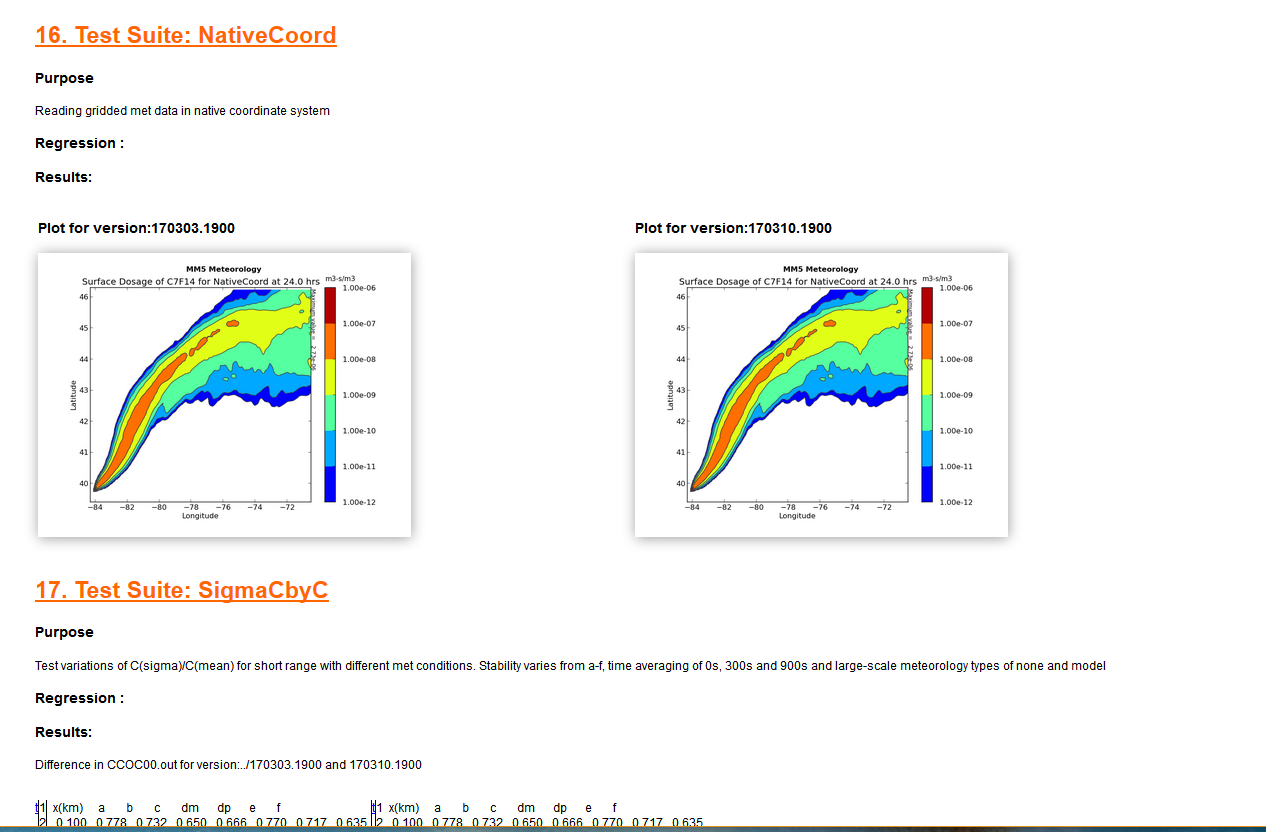 16. Test Suite: NativeCoord
Purpose
Reading gridded met data in native coordinate system
Regression :
Results:
Plot for version:170303.1900
MM5 Meteorology
Surface Dosage of C7F14 for NativeCoord at 24.0 hrs
m3-s/m3
1.00e-06
1.00e-07
1.00e-08
1.00e-09
1.00e-10
1.00e-11
1.00e-12
Maximum value =
46
45
44
43
42
41
40
Latitude
−84 −82 −80 −78 −76 −74 −72
Longitude
Plot for version:170310.1900
MM5 Meteorology
Surface Dosage of C7F14 for NativeCoord at 24.0 hrs
m3-s/m3
1.00e-06
1.00e-07
1.00e-08
1.00e-09
1.00e-10
1.00e-11
1.00e-12
Maximum value =
46
45
44
43
42
41
40
Latitude
−84 −82 −80 −78 −76 −74 −72
Longitude
17. Test Suite: SigmaCbyC
Purpose
Test variations of C(sigma)/C(mean) for short range with different met conditions. Stability varies from a-f, time averaging of 0s, 300s and 900s and large-scale meteorology types of none and model
Regression :
Results:
Difference in CCOC00.out for version:../170303.1900 and 170310.1900
t1 x(km) a b c dm dp e f t1 x(km) a b c dm dp e f
2 0.100 0.778 0.732 0.650 0.666 0.770 0.717 0.635 2 0.100 0.778 0.732 0.650 0.666 0.770 0.717 0.635